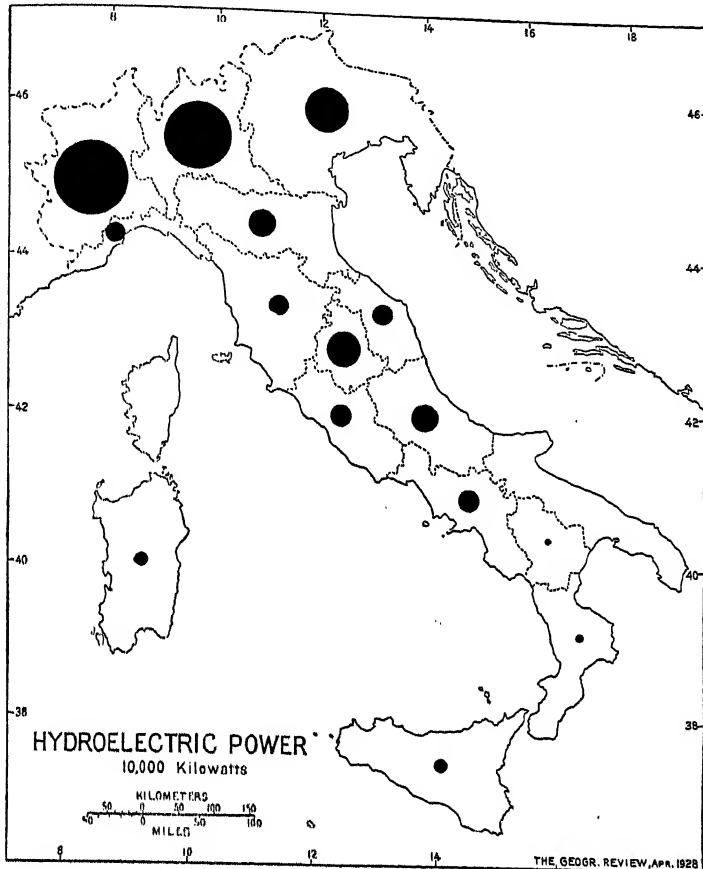 8 12 14 16 18
46 46
44 44
42 42
40 40
38 38
HYDROELECTRIC POWER
10,000 Kilowatts
KILOMETERS
50 0 50 100 150
50 0 50 100
MILES
8 10 12 14
THE GEOGR. REVIEW, APR. 1928